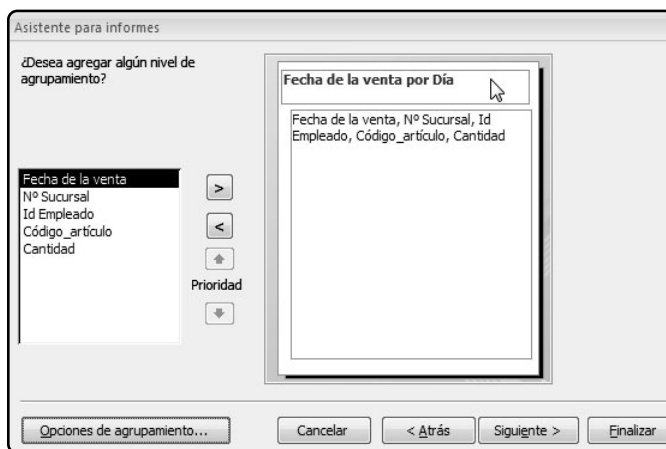 Asistente para informes
¿Desea agregar algún nivel de
agrupamiento?
Fecha de la venta
Nº Sucursal
Id Empleado
Código_artículo
Cantidad
>
<
Prioridad
Fecha de la venta por Día
Fecha de la venta, Nº Sucursal, Id
Empleado, Código_artículo, Cantidad
Opciones de agrupamiento...
Cancelar
< Atrás
Siguiente >
Finalizar